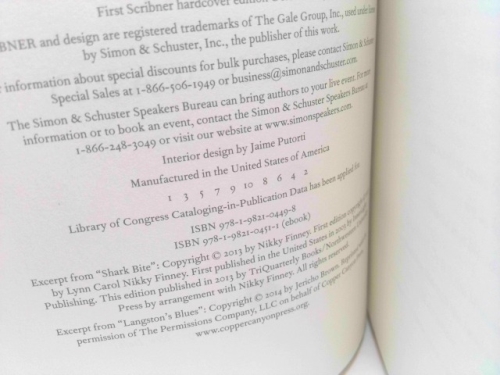 First Scribner hardcover edition
BNER and design are registered trademarks of The Gale Group, Inc., used under
by Simon & Schuster, Inc., the publisher of this work.
information about special discounts for bulk purchases, please contact Simon &
Special Sales at 1-866-506-1949 or business@simonandschuster.com.
The Simon & Schuster Speakers Bureau can bring authors to your live event. For more
information or to book an event, contact the Simon & Schuster Speakers Bureau at
1-866-248-3049 or visit our website at www.simonspeakers.com.
Interior design by Jaime Putorti
Manufactured in the United States of America
1 3 5 7 9 10 8 6 4 2
Library of Congress Cataloging-in-Publication Data has been applied for.
ISBN 978-1-9821-0449-8
ISBN 978-1-9821-0451-1 (ebook)
Excerpt from “Shark Bite”: Copyright © 2013 by Nikky Finney. First edition copyright
by Lynn Carol Nikky Finney. First published in the United States in
Publishing. This edition published in 2013 by TriQuarterly Books/
Press by arrangement with Nikky Finney. All rights reserved.
Excerpt from “Langston's Blues”: Copyright © 2014 by Jericho Brown.
permission of The Permissions Company, LLC on behalf of Copper
www.coppercanyonpress.org.